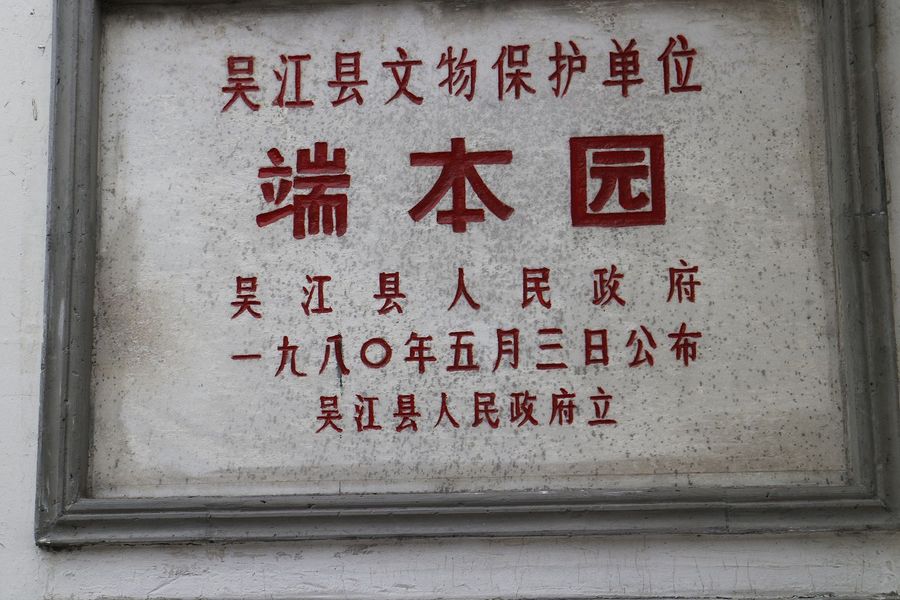 吴江县文物保护单位
端本园
吴江县人民政府
一九八〇年五月三日公布
吴江县人民政府立